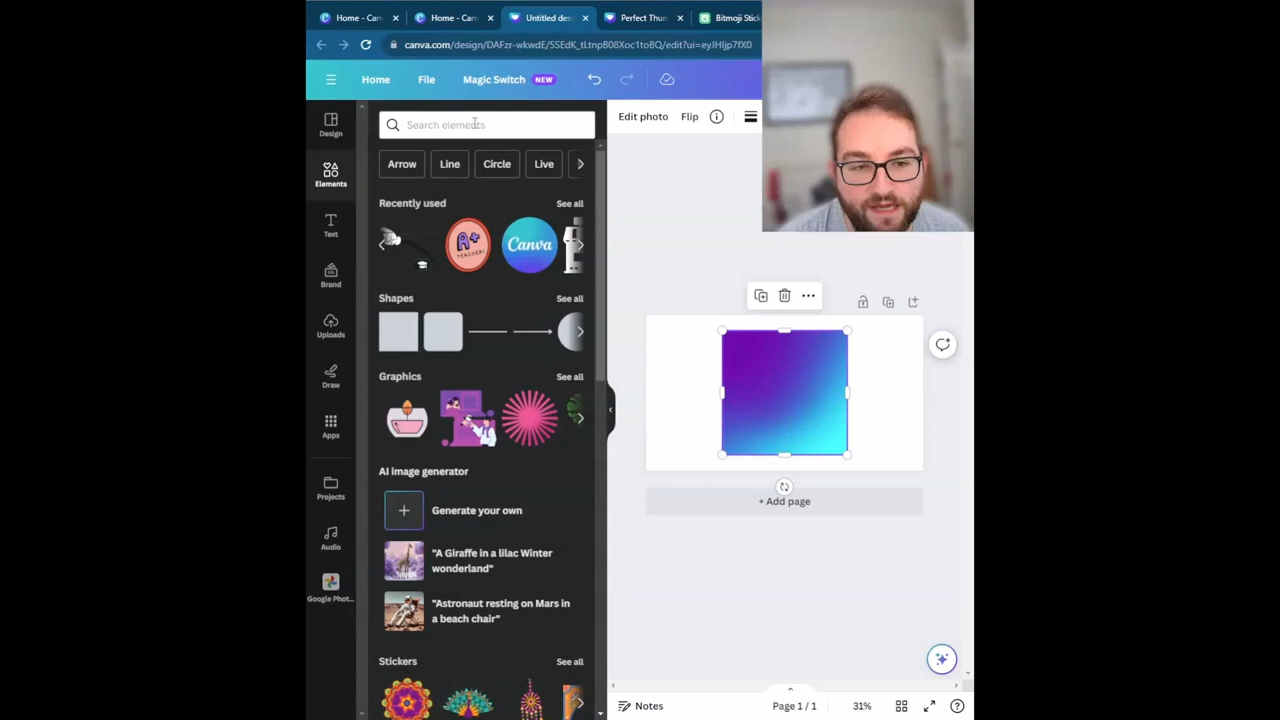 Home - Can
Home - Can
Untitled des
Perfect Thum
Bitmoji Stick
canva.com/design/DAFzr-wkwdE/SSEdK_tLtnpB08Xoc1toBQ/edit?ui=eyJHIjp7fX0
Home
File
Magic Switch
NEW
Search elements
Edit photo
Flip
Design
Elements
Text
Brand
Uploads
Draw
Apps
Projects
Audio
Google Phot...
Arrow
Line
Circle
Live
Recently used
See all
A+
TEACHER!
Canva
Shapes
See all
Graphics
See all
AI image generator
Generate your own
"A Giraffe in a lilac Winter
wonderland"
"Astronaut resting on Mars in
a beach chair"
Stickers
See all
+ Add page
Notes
Page 1 / 1
31%